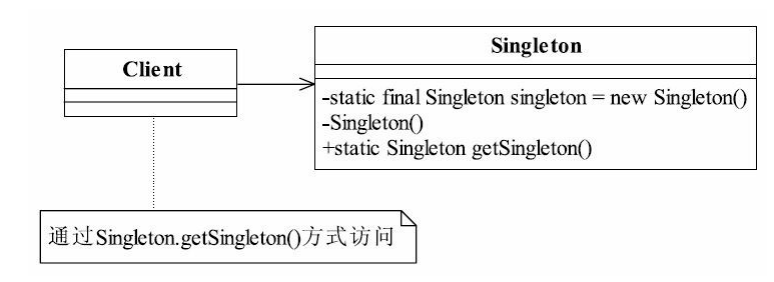 Client
Singleton
-static final Singleton singleton = new Singleton()
-Singleton()
+static Singleton getSingleton()
通过Singleton.getSingleton()方式访问